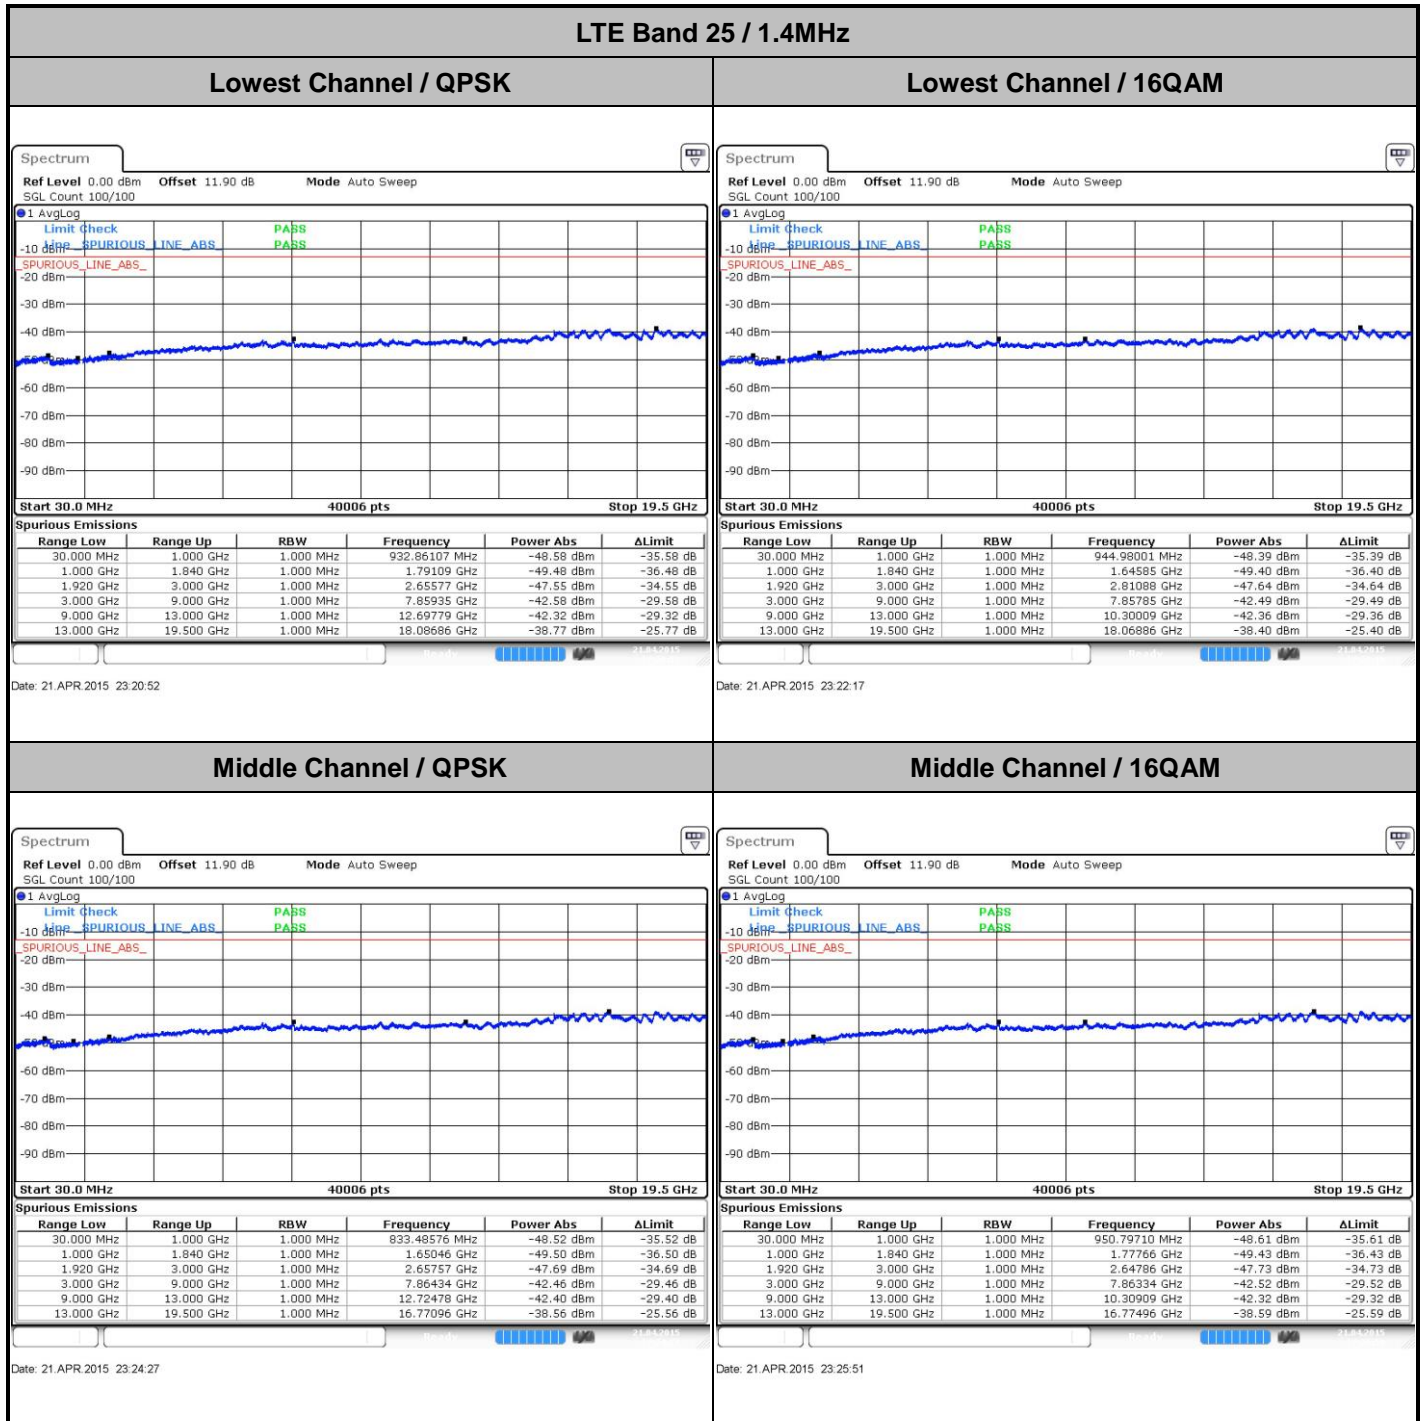 LTE Band 25 / 1.4MHz
Lowest Channel / QPSK
Lowest Channel / 16QAM
Spectrum
Ref Level 0.00 dBm Offset 11.90 dB Mode Auto Sweep
SGL Count 100/100
1 AvgLog
Limit Check PASS
Line _SPURIOUS_LINE_ABS_ PASS
-10 dBm
_SPURIOUS_LINE_ABS_
-20 dBm
-30 dBm
-40 dBm
-50 dBm
-60 dBm
-70 dBm
-80 dBm
-90 dBm
Start 30.0 MHz 40006 pts Stop 19.5 GHz
Spurious Emissions
Range Low Range Up RBW Frequency Power Abs ΔLimit
30.000 MHz 1.000 GHz 1.000 MHz 932.86107 MHz -48.58 dBm -35.58 dB
1.000 GHz 1.840 GHz 1.000 MHz 1.79109 GHz -49.48 dBm -36.48 dB
1.920 GHz 3.000 GHz 1.000 MHz 2.65577 GHz -47.55 dBm -34.55 dB
3.000 GHz 9.000 GHz 1.000 MHz 7.85935 GHz -42.58 dBm -29.58 dB
9.000 GHz 13.000 GHz 1.000 MHz 12.69779 GHz -42.32 dBm -29.32 dB
13.000 GHz 19.500 GHz 1.000 MHz 18.08686 GHz -38.77 dBm -25.77 dB
Ready 21.04.2015
Date: 21.APR.2015 23:20:52
Spectrum
Ref Level 0.00 dBm Offset 11.90 dB Mode Auto Sweep
SGL Count 100/100
1 AvgLog
Limit Check PASS
Line _SPURIOUS_LINE_ABS_ PASS
-10 dBm
_SPURIOUS_LINE_ABS_
-20 dBm
-30 dBm
-40 dBm
-50 dBm
-60 dBm
-70 dBm
-80 dBm
-90 dBm
Start 30.0 MHz 40006 pts Stop 19.5 GHz
Spurious Emissions
Range Low Range Up RBW Frequency Power Abs ΔLimit
30.000 MHz 1.000 GHz 1.000 MHz 944.98001 MHz -48.39 dBm -35.39 dB
1.000 GHz 1.840 GHz 1.000 MHz 1.64585 GHz -49.40 dBm -36.40 dB
1.920 GHz 3.000 GHz 1.000 MHz 2.81088 GHz -47.64 dBm -34.64 dB
3.000 GHz 9.000 GHz 1.000 MHz 7.85785 GHz -42.49 dBm -29.49 dB
9.000 GHz 13.000 GHz 1.000 MHz 10.30009 GHz -42.36 dBm -29.36 dB
13.000 GHz 19.500 GHz 1.000 MHz 18.06886 GHz -38.40 dBm -25.40 dB
Ready 21.04.2015
Date: 21.APR.2015 23:22:17
Middle Channel / QPSK
Middle Channel / 16QAM
Spectrum
Ref Level 0.00 dBm Offset 11.90 dB Mode Auto Sweep
SGL Count 100/100
1 AvgLog
Limit Check PASS
Line _SPURIOUS_LINE_ABS_ PASS
-10 dBm
_SPURIOUS_LINE_ABS_
-20 dBm
-30 dBm
-40 dBm
-50 dBm
-60 dBm
-70 dBm
-80 dBm
-90 dBm
Start 30.0 MHz 40006 pts Stop 19.5 GHz
Spurious Emissions
Range Low Range Up RBW Frequency Power Abs ΔLimit
30.000 MHz 1.000 GHz 1.000 MHz 833.48576 MHz -48.52 dBm -35.52 dB
1.000 GHz 1.840 GHz 1.000 MHz 1.65046 GHz -49.50 dBm -36.50 dB
1.920 GHz 3.000 GHz 1.000 MHz 2.65757 GHz -47.69 dBm -34.69 dB
3.000 GHz 9.000 GHz 1.000 MHz 7.86434 GHz -42.46 dBm -29.46 dB
9.000 GHz 13.000 GHz 1.000 MHz 12.72478 GHz -42.40 dBm -29.40 dB
13.000 GHz 19.500 GHz 1.000 MHz 16.77096 GHz -38.56 dBm -25.56 dB
Ready 21.04.2015
Date: 21.APR.2015 23:24:27
Spectrum
Ref Level 0.00 dBm Offset 11.90 dB Mode Auto Sweep
SGL Count 100/100
1 AvgLog
Limit Check PASS
Line _SPURIOUS_LINE_ABS_ PASS
-10 dBm
_SPURIOUS_LINE_ABS_
-20 dBm
-30 dBm
-40 dBm
-50 dBm
-60 dBm
-70 dBm
-80 dBm
-90 dBm
Start 30.0 MHz 40006 pts Stop 19.5 GHz
Spurious Emissions
Range Low Range Up RBW Frequency Power Abs ΔLimit
30.000 MHz 1.000 GHz 1.000 MHz 950.79710 MHz -48.61 dBm -35.61 dB
1.000 GHz 1.840 GHz 1.000 MHz 1.77766 GHz -49.43 dBm -36.43 dB
1.920 GHz 3.000 GHz 1.000 MHz 2.64786 GHz -47.73 dBm -34.73 dB
3.000 GHz 9.000 GHz 1.000 MHz 7.86334 GHz -42.52 dBm -29.52 dB
9.000 GHz 13.000 GHz 1.000 MHz 10.30909 GHz -42.32 dBm -29.32 dB
13.000 GHz 19.500 GHz 1.000 MHz 16.77496 GHz -38.59 dBm -25.59 dB
Ready 21.04.2015
Date: 21.APR.2015 23:25:51